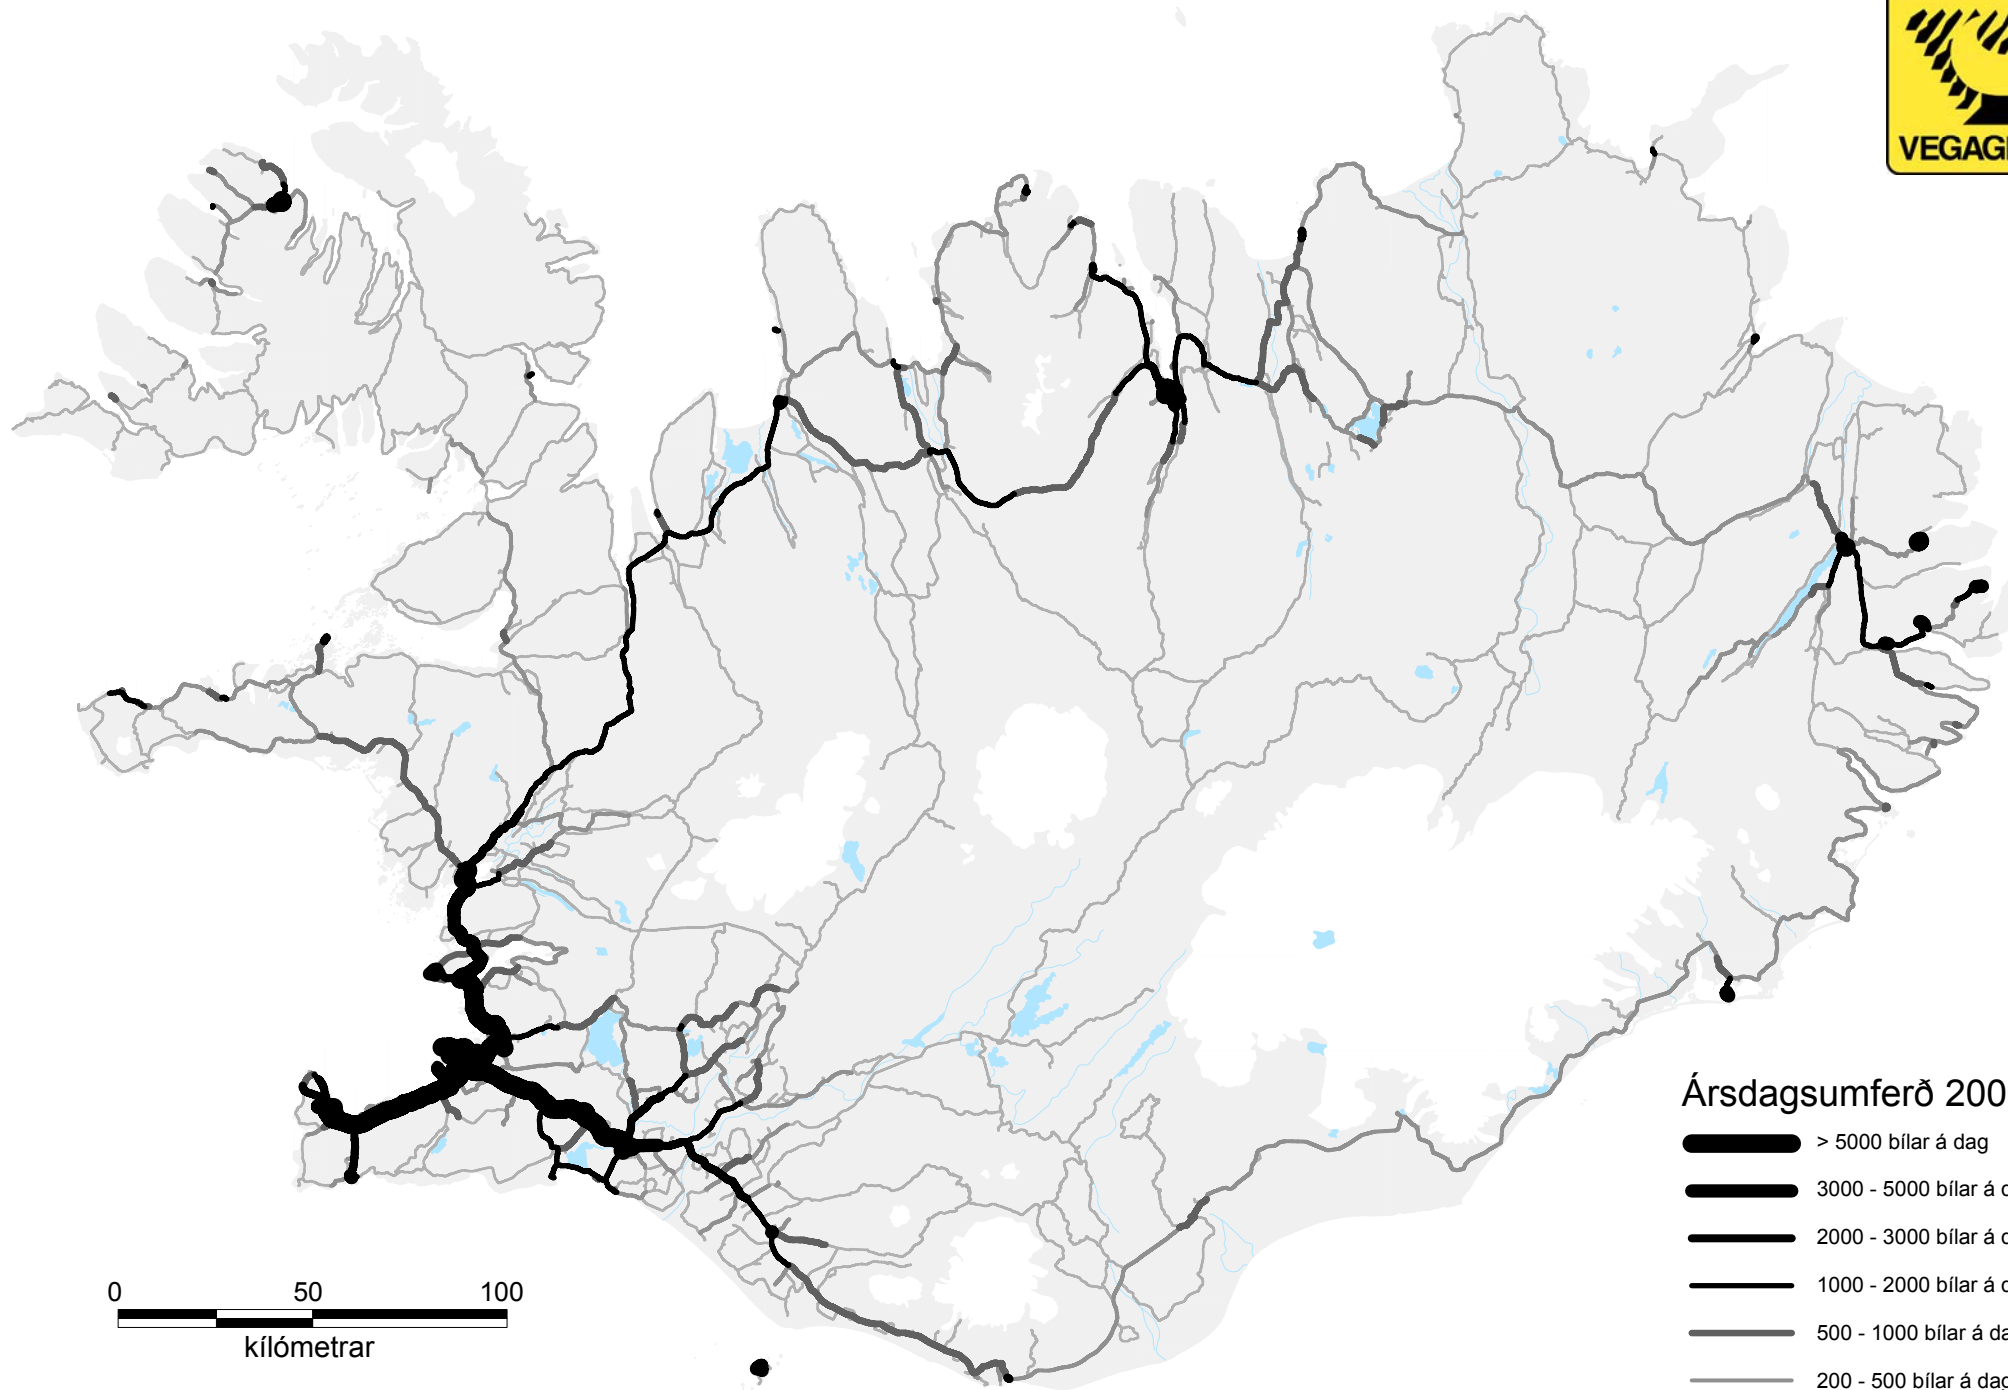 VEGAG
0 50 100
kílómetrar
Ársdagsumferð 200
> 5000 bílar á dag
3000 - 5000 bílar á d
2000 - 3000 bílar á d
1000 - 2000 bílar á d
500 - 1000 bílar á da
200 - 500 bílar á dag